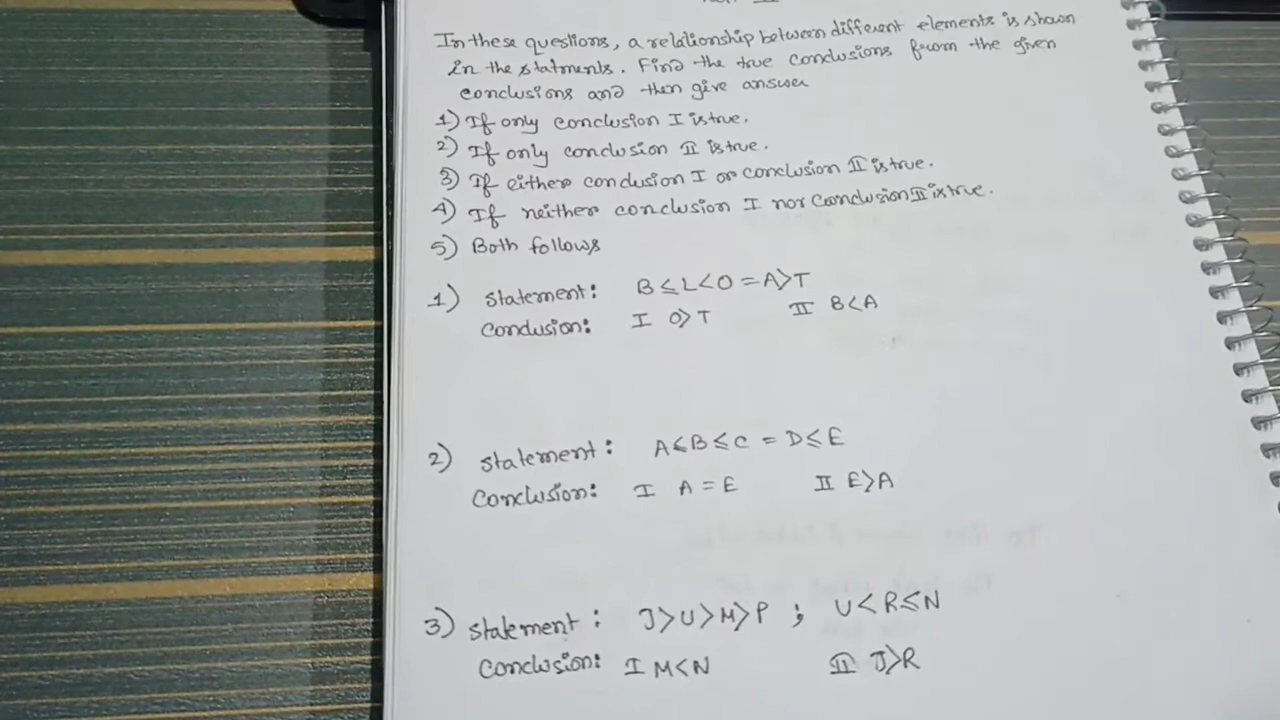 In these questions, a relationship between different elements is shown
in the statments. Find the true conclusions from the given
conclusions and then give answer
1) If only conclusion I is true.
2) If only conclusion II is true.
3) If either conclusion I or conclusion II is true.
4) If neither conclusion I nor conclusion II is true.
5) Both follows
1) statement: B ≤ L < O = A > T
Conclusion: I O > T II B < A
2) statement: A ≤ B ≤ C = D ≤ E
Conclusion: I A = E II E > A
3) statement: J > U > M > P ; U < R ≤ N
Conclusion: I M < N II J > R